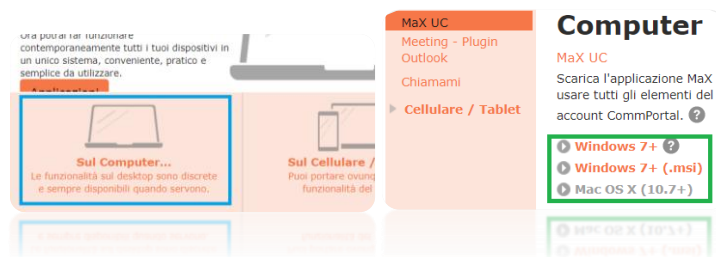 Ora potrai far funzionare
contemporaneamente tutti i tuoi dispositivi in
un unico sistema, conveniente, pratico e
semplice da utilizzare.
Applicazioni
Sul Computer...
Le funzionalità sul desktop sono discrete
e sempre disponibili quando servono.
Sul Cellulare /
Puoi portare ovunq
funzionalità del
MaX UC
Meeting - Plugin
Outlook
Chiamami
Cellulare / Tablet
Computer
MaX UC
Scarica l'applicazione MaX
usare tutti gli elementi del
account CommPortal. ?
Windows 7+ ?
Windows 7+ (.msi)
Mac OS X (10.7+)